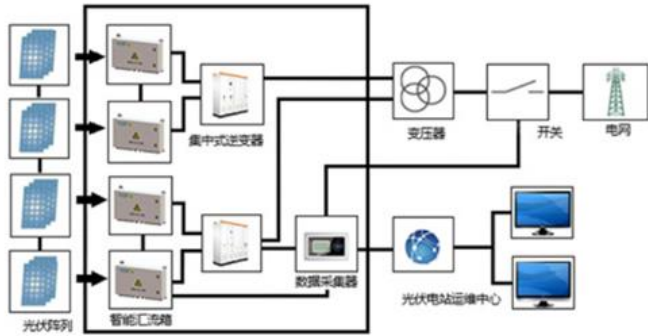 集中式逆变器
变压器
开关
电网
数据采集器
光伏阵列
智能汇流箱
光伏电站运维中心